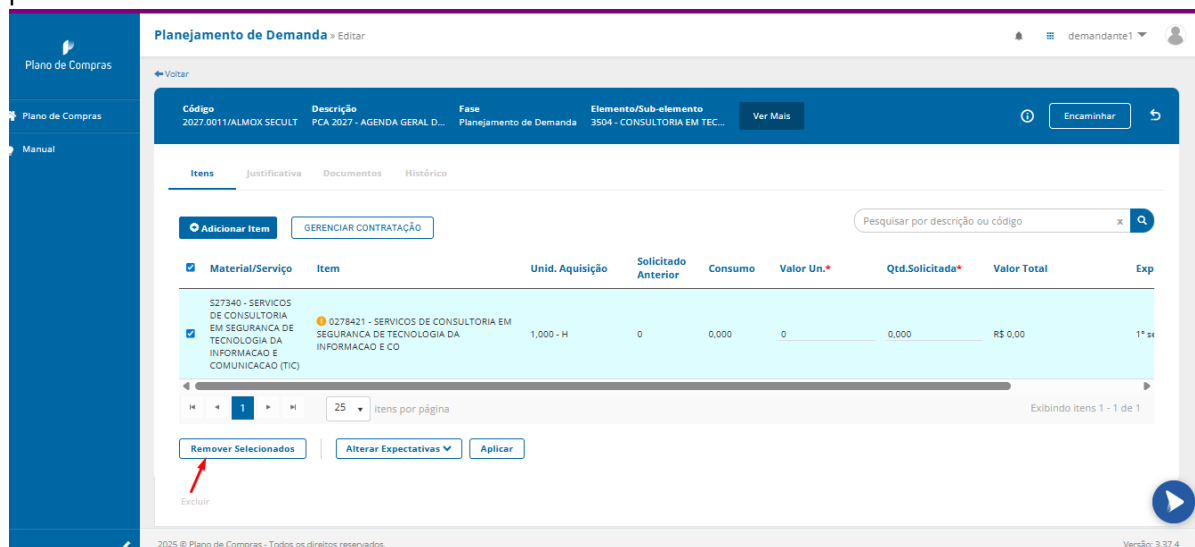 Planejamento de Demanda » Editar
demandante1
Plano de Compras
Voltar
Código
Descrição
Fase
Elemento/Sub-elemento
2027.0011/ALMOX SECULT
PCA 2027 - AGENDA GERAL D...
Planejamento de Demanda
3504 - CONSULTORIA EM TEC...
Ver Mais
Encaminhar
Plano de Compras
Manual
Itens
Justificativa
Documentos
Histórico
Adicionar Item
GERENCIAR CONTRATAÇÃO
Pesquisar por descrição ou código
x
Material/Serviço
Item
Unid. Aquisição
Solicitado
Anterior
Consumo
Valor Un.*
Qtd.Solicitada*
Valor Total
Exp
S27340 - SERVICOS
DE CONSULTORIA
EM SEGURANCA DE
TECNOLOGIA DA
INFORMACAO E
COMUNICACAO (TIC)
0278421 - SERVICOS DE CONSULTORIA EM
SEGURANCA DE TECNOLOGIA DA
INFORMACAO E CO
1,000 - H
0
0,000
0
0,000
R$ 0,00
1º se
1
25
itens por página
Exibindo itens 1 - 1 de 1
Remover Selecionados
Alterar Expectativas
Aplicar
Excluir
2025 © Plano de Compras - Todos os direitos reservados.
Versão: 3.37.4